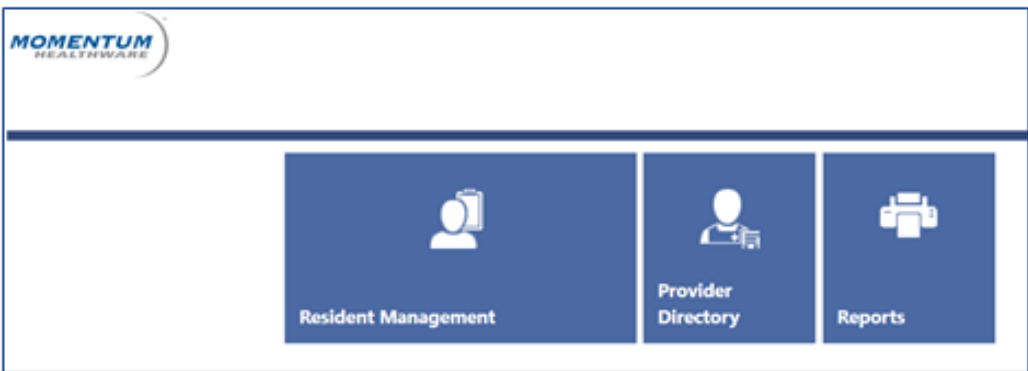 MOMENTUM
HEALTHWARE
Resident Management
Provider
Directory
Reports